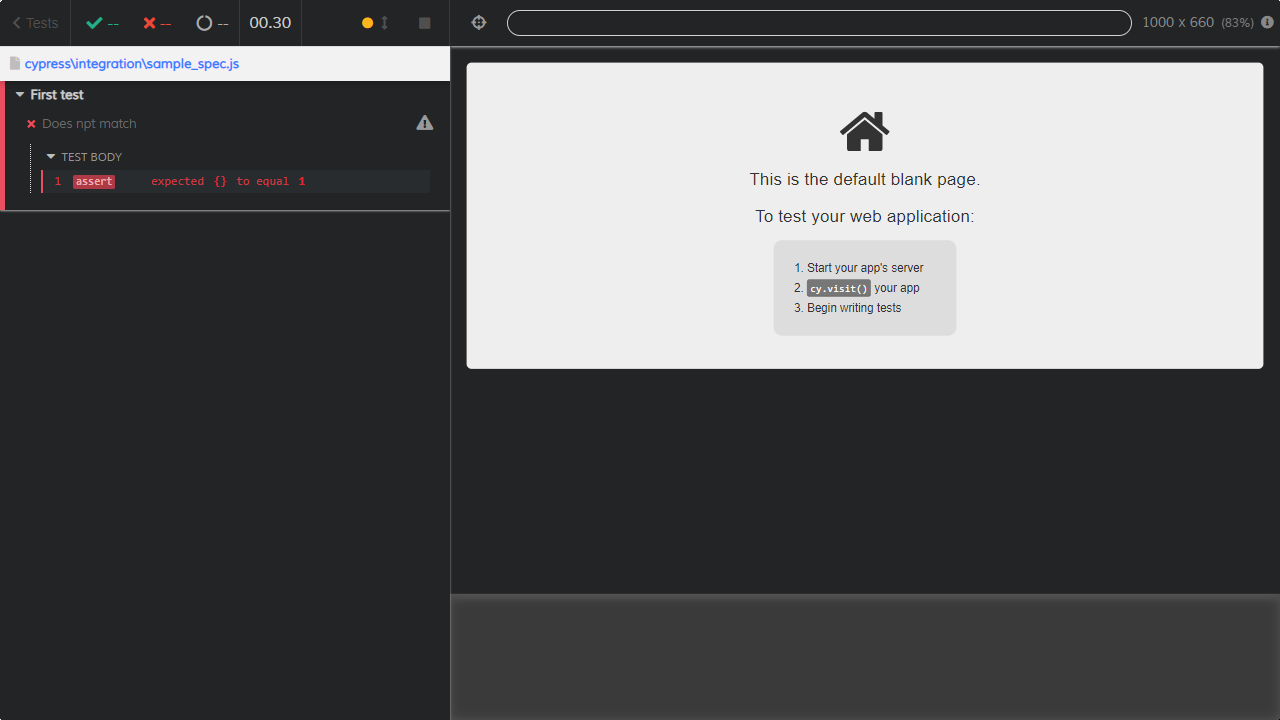 Tests -- -- -- 00.30 1000 x 660 (83%)
cypress\integration\sample_spec.js
First test
Does npt match
TEST BODY
1 assert expected {} to equal 1
This is the default blank page.
To test your web application:
1. Start your app's server
2. cy.visit() your app
3. Begin writing tests